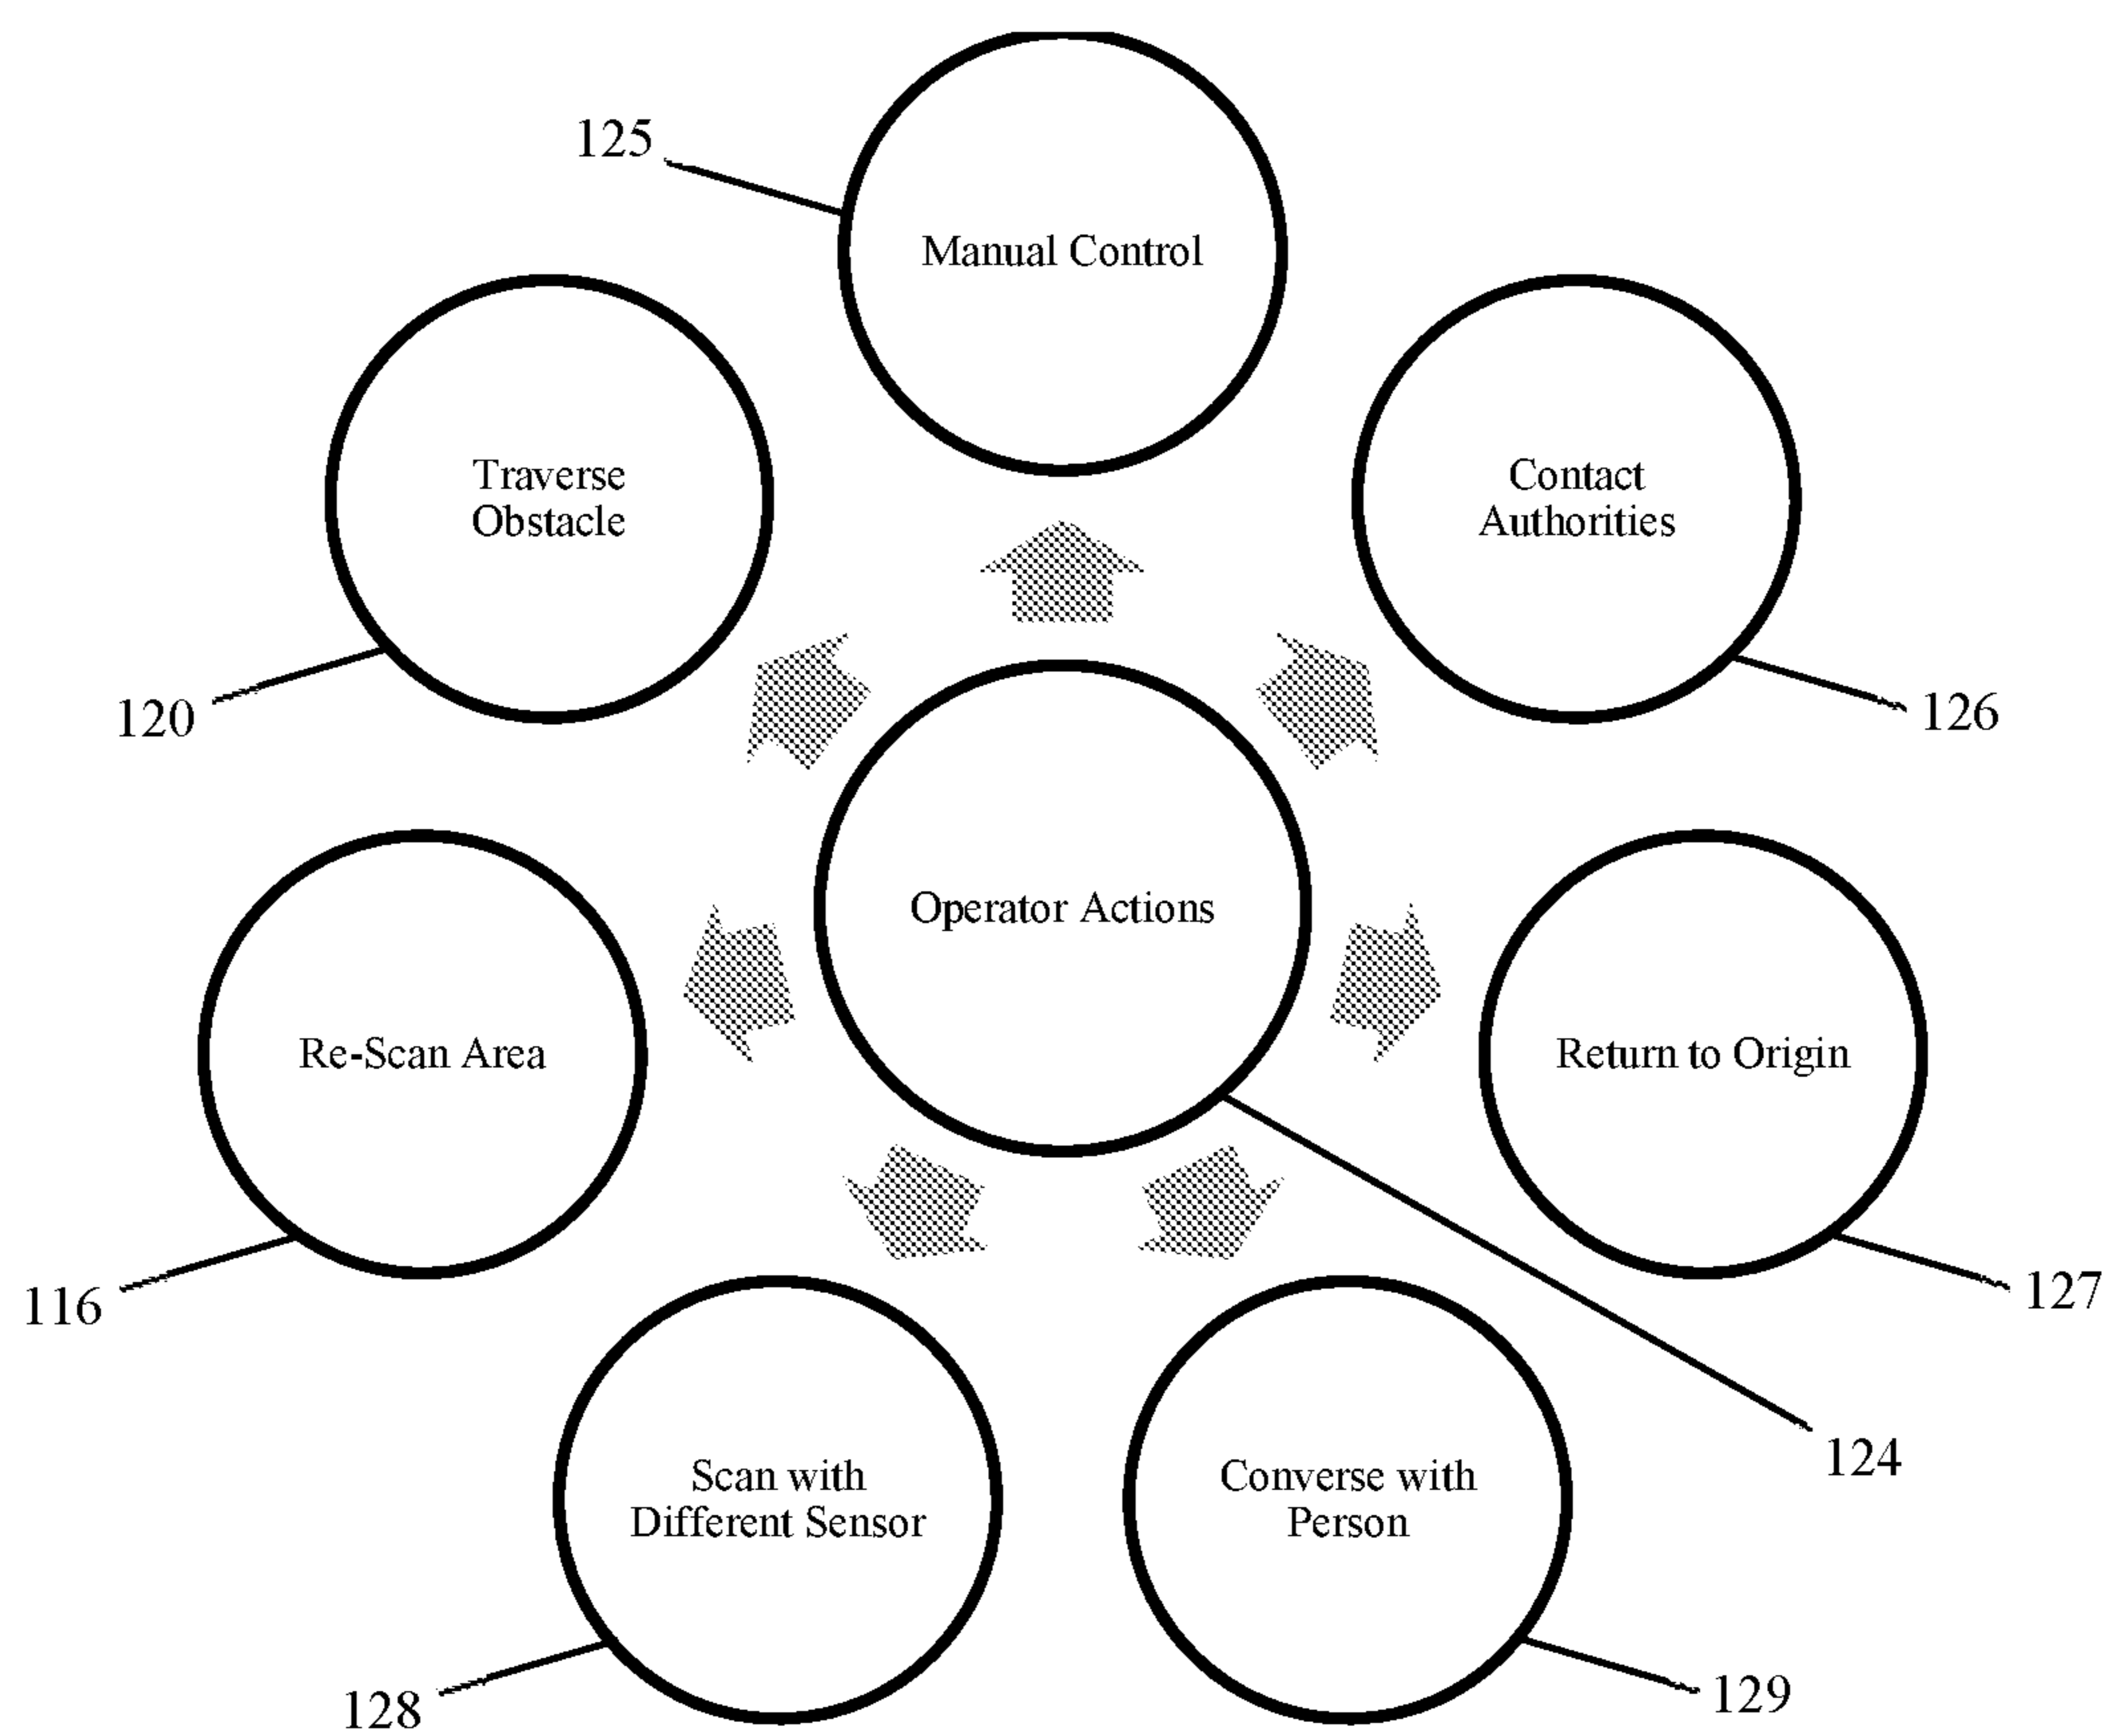 125
Manual Control
Traverse
Obstacle
Contact
Authorities
120
126
Operator Actions
Re-Scan Area
Return to Origin
116
127
124
Scan with
Different Sensor
Converse with
Person
128
129